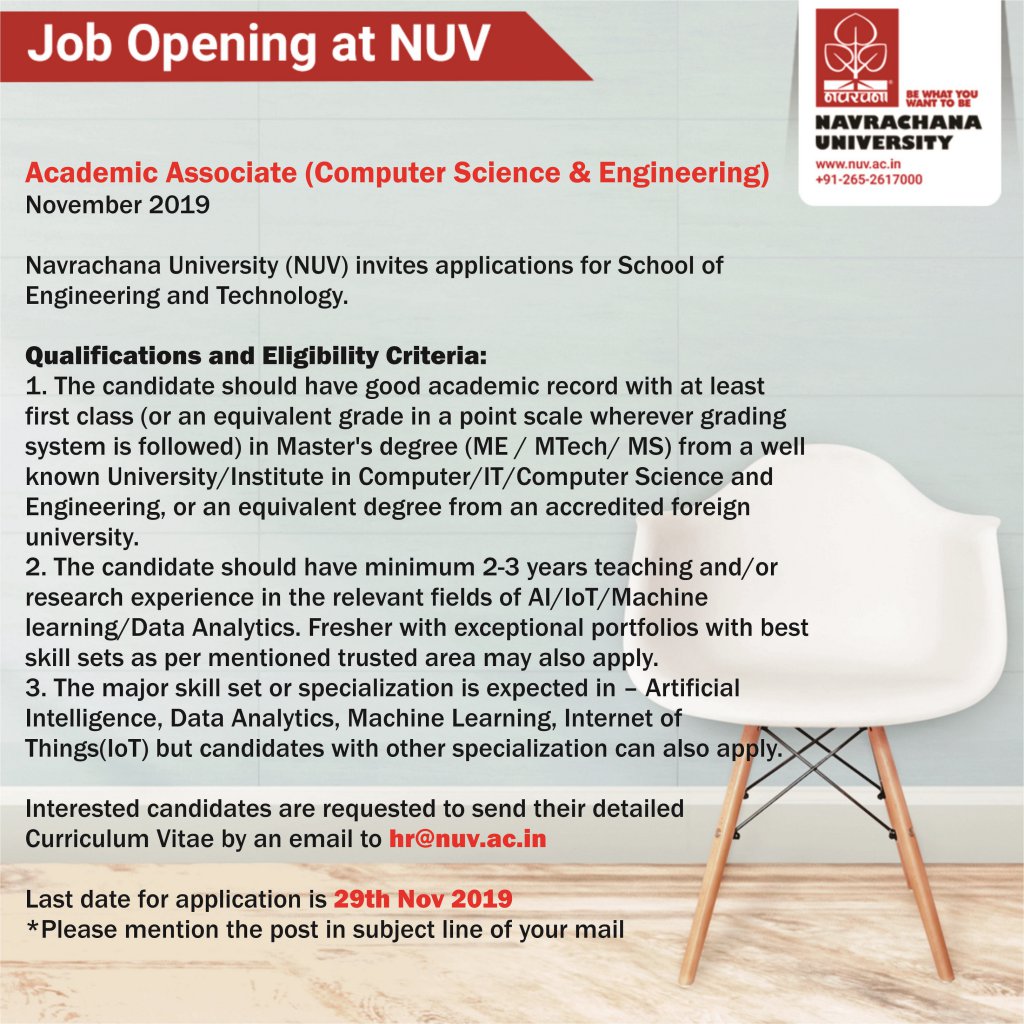 Job Opening at NUV
નવરચના
BE WHAT YOU
WANT TO BE
NAVRACHANA
UNIVERSITY
www.nuv.ac.in
+91-265-2617000
Academic Associate (Computer Science & Engineering)
November 2019
Navrachana University (NUV) invites applications for School of
Engineering and Technology.
Qualifications and Eligibility Criteria:
1. The candidate should have good academic record with at least
first class (or an equivalent grade in a point scale wherever grading
system is followed) in Master's degree (ME / MTech/ MS) from a well
known University/Institute in Computer/IT/Computer Science and
Engineering, or an equivalent degree from an accredited foreign
university.
2. The candidate should have minimum 2-3 years teaching and/or
research experience in the relevant fields of AI/IoT/Machine
learning/Data Analytics. Fresher with exceptional portfolios with best
skill sets as per mentioned trusted area may also apply.
3. The major skill set or specialization is expected in – Artificial
Intelligence, Data Analytics, Machine Learning, Internet of
Things(IoT) but candidates with other specialization can also apply.
Interested candidates are requested to send their detailed
Curriculum Vitae by an email to hr@nuv.ac.in
Last date for application is 29th Nov 2019
*Please mention the post in subject line of your mail